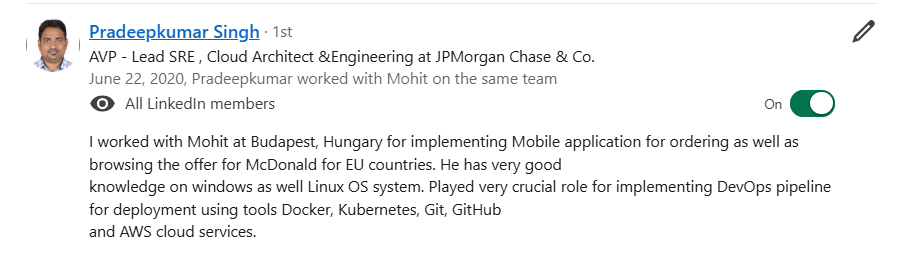 Pradeepkumar Singh · 1st
AVP - Lead SRE , Cloud Architect &Engineering at JPMorgan Chase & Co.
June 22, 2020, Pradeepkumar worked with Mohit on the same team
All LinkedIn members
On
I worked with Mohit at Budapest, Hungary for implementing Mobile application for ordering as well as
browsing the offer for McDonald for EU countries. He has very good
knowledge on windows as well Linux OS system. Played very crucial role for implementing DevOps pipeline
for deployment using tools Docker, Kubernetes, Git, GitHub
and AWS cloud services.